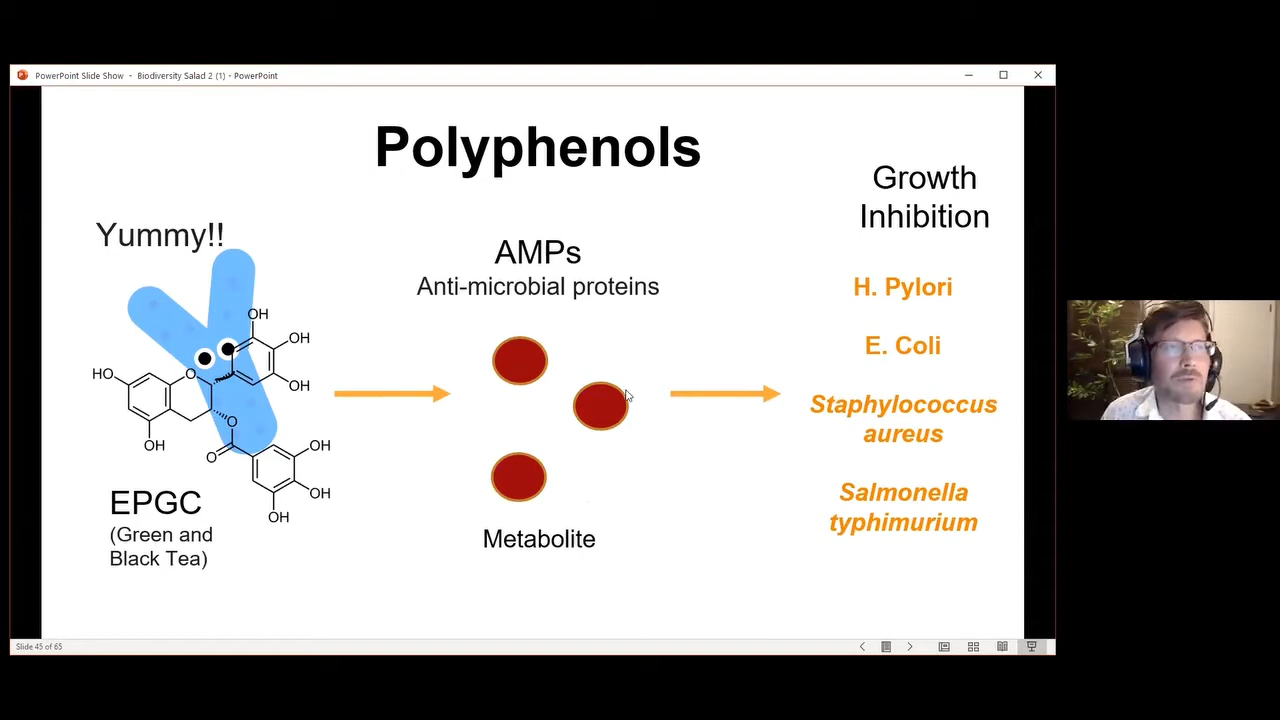 PowerPoint Slide Show - Biodiversity Salad 2 (1) - PowerPoint
Polyphenols
Growth
Inhibition
Yummy!!
AMPs
Anti-microbial proteins
H. Pylori
E. Coli
Staphylococcus
aureus
Salmonella
typhimurium
OH
OH
OH
HO
O
OH
O
O
OH
OH
OH
EPGC
(Green and
Black Tea)
Metabolite
Slide 45 of 65